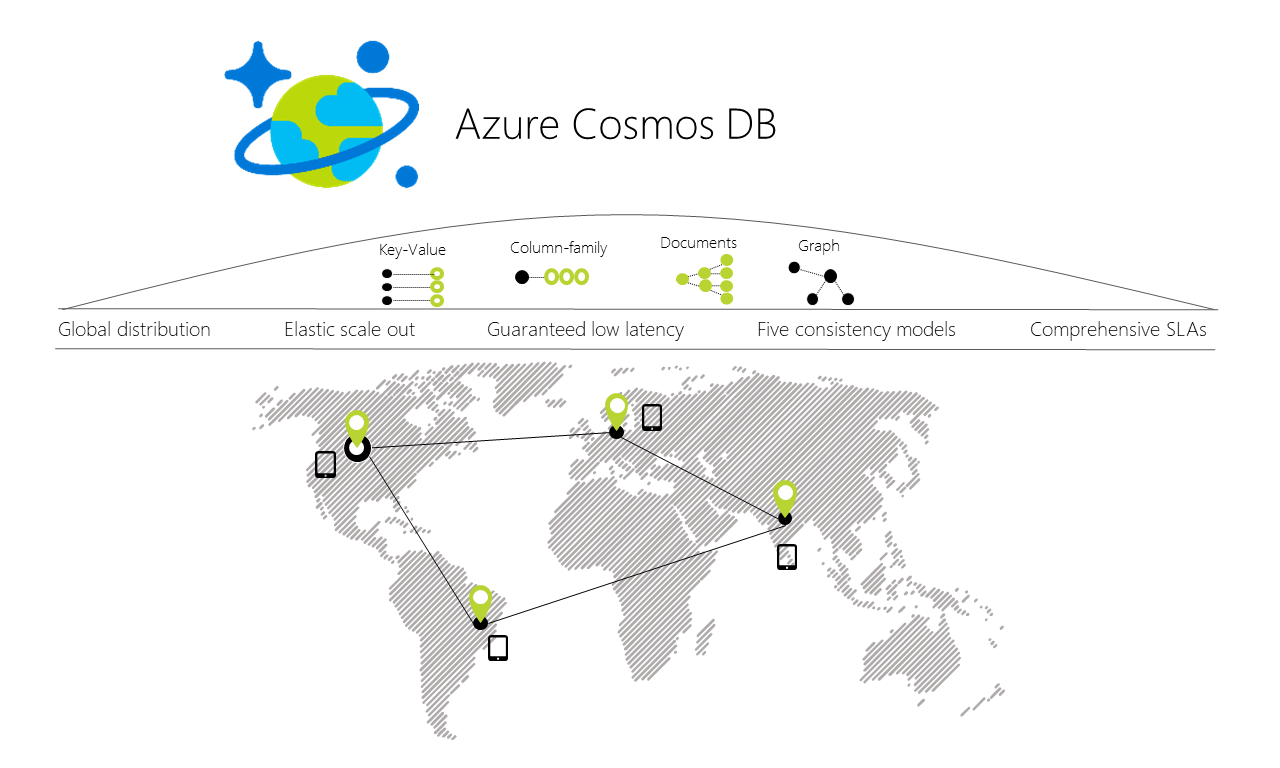 Azure Cosmos DB
Key-Value
Column-family
Documents
Graph
Global distribution
Elastic scale out
Guaranteed low latency
Five consistency models
Comprehensive SLAs